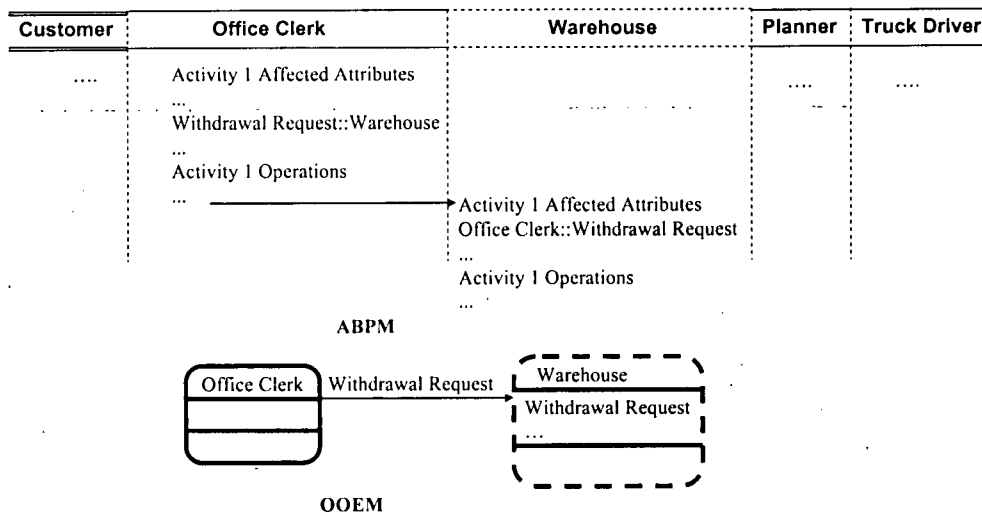 Customer Office Clerk Warehouse Planner Truck Driver
.... Activity 1 Affected Attributes .... ....
...
Withdrawal Request::Warehouse
...
Activity 1 Operations
...
Activity 1 Affected Attributes
Office Clerk::Withdrawal Request
...
Activity 1 Operations
...
ABPM
Office Clerk Withdrawal Request Warehouse
Withdrawal Request
...
OOEM